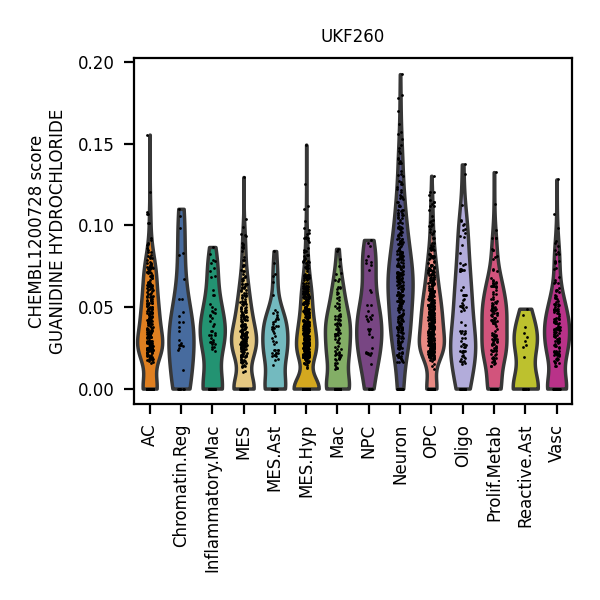 UKF260
CHEMBL1200728 score
GUANIDINE HYDROCHLORIDE
0.20
0.15
0.10
0.05
0.00
AC
Chromatin.Reg
Inflammatory.Mac
MES
MES.Ast
MES.Hyp
Mac
NPC
Neuron
OPC
Oligo
Prolif.Metab
Reactive.Ast
Vasc